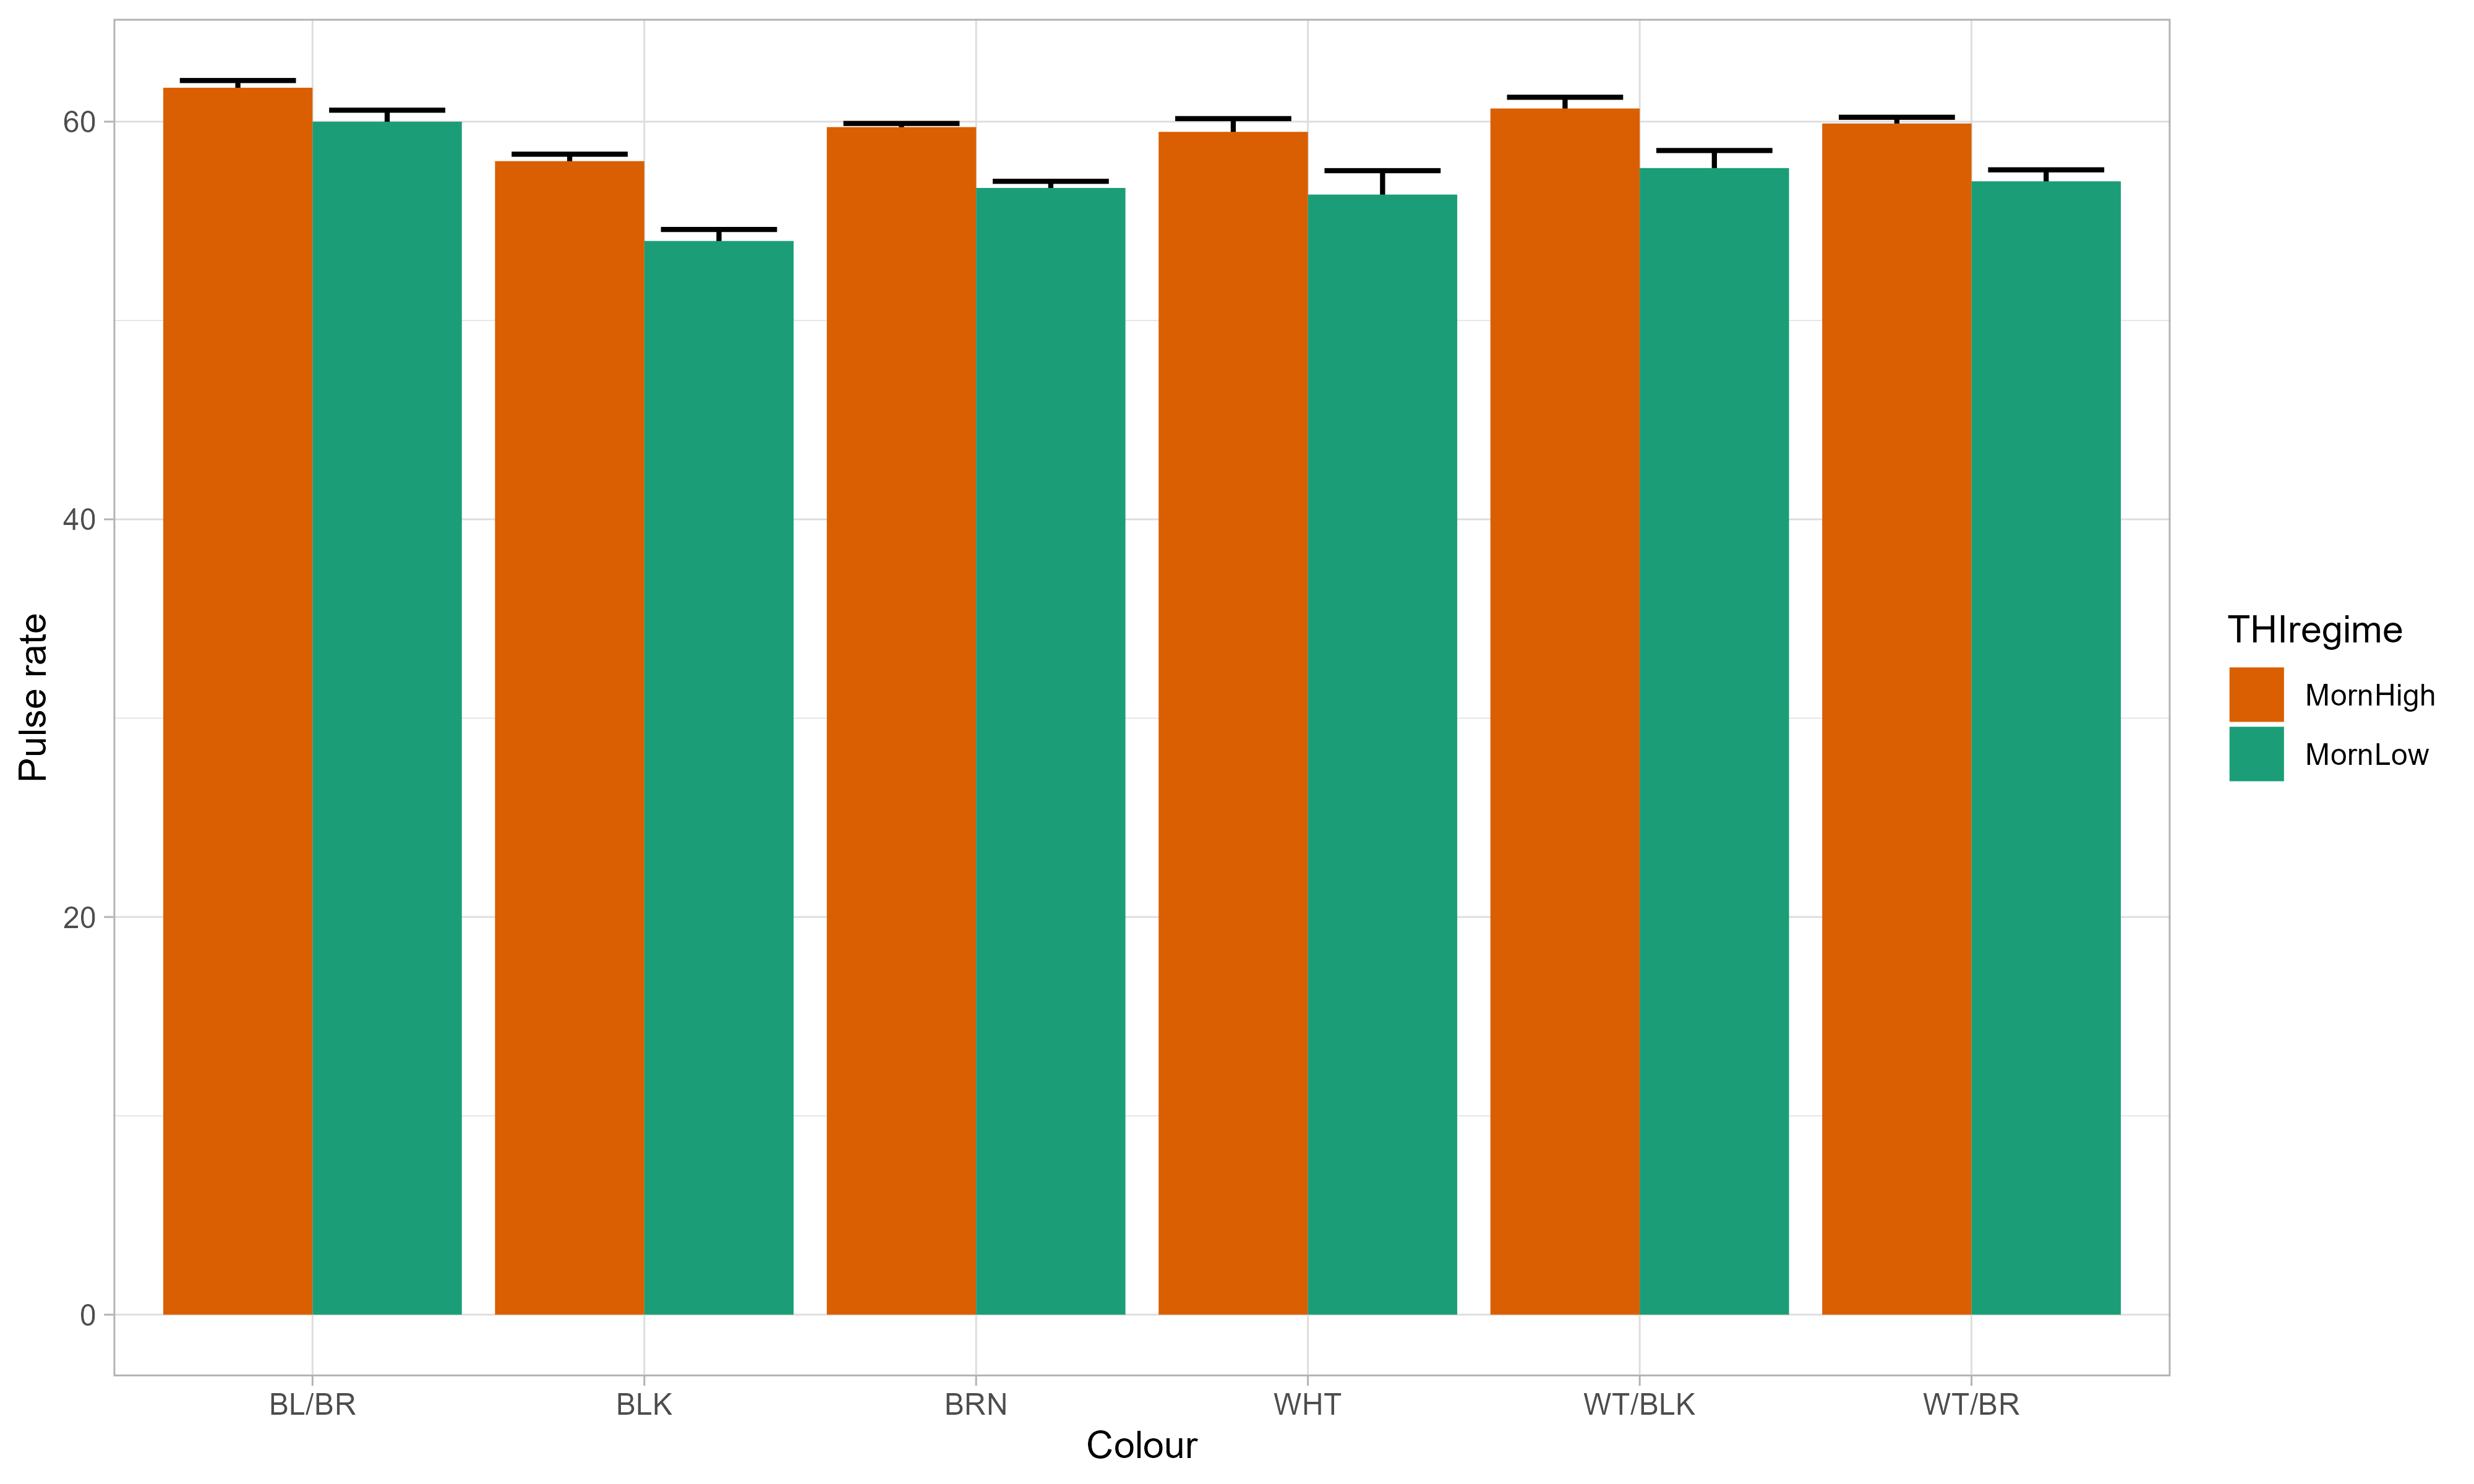 60
40
20
0
Pulse rate
BL/BR BLK BRN WHT WT/BLK WT/BR
Colour
THIregime
MornHigh
MornLow